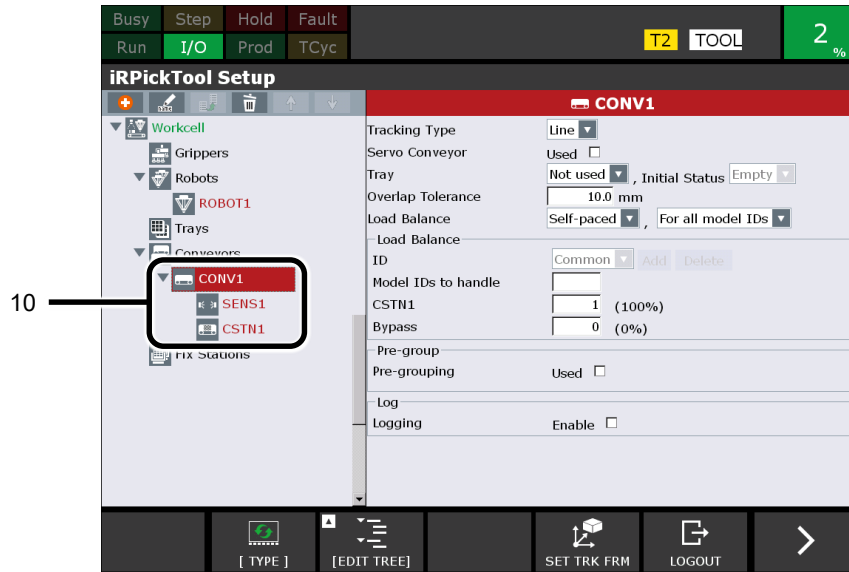 Busy Step Hold Fault
Run I/O Prod TCyc
T2 TOOL
2 %
iRPickTool Setup
CONV1
Workcell
Grippers
Robots
ROBOT1
Trays
Conveyors
CONV1
SENS1
CSTN1
Fix Stations
10
Tracking Type Line
Servo Conveyor Used
Tray Not used , Initial Status Empty
Overlap Tolerance 10.0 mm
Load Balance Self-paced , For all model IDs
Load Balance
ID Common Add Delete
Model IDs to handle
CSTN1 1 (100%)
Bypass 0 (0%)
Pre-group
Pre-grouping Used
Log
Logging Enable
[ TYPE ] [EDIT TREE] SET TRK FRM LOGOUT >